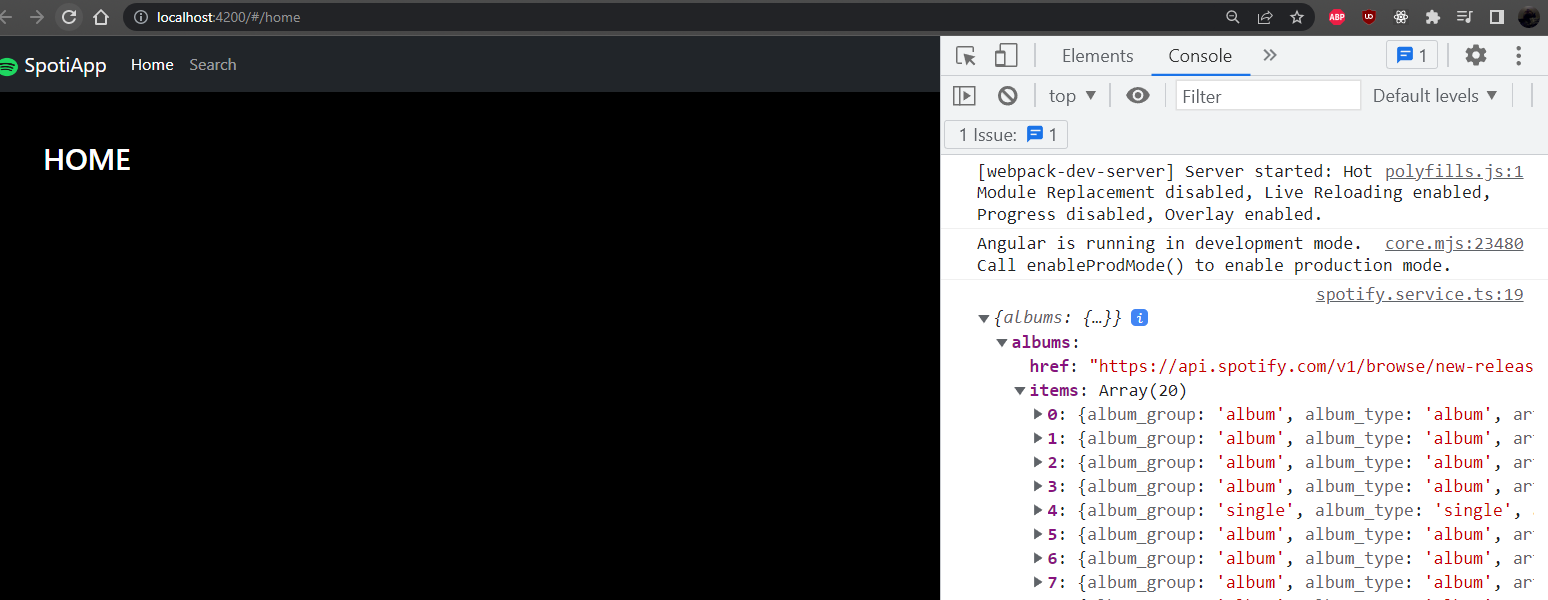 localhost:4200/#/home
ABP
UO
SpotiApp Home Search
HOME
Elements Console » 1
top ▼ Filter Default levels ▼
1 Issue: 1
[webpack-dev-server] Server started: Hot polyfills.js:1
Module Replacement disabled, Live Reloading enabled,
Progress disabled, Overlay enabled.
Angular is running in development mode. core.mjs:23480
Call enableProdMode() to enable production mode.
spotify.service.ts:19
▼{albums: {…}} i
▼albums:
href: "https://api.spotify.com/v1/browse/new-releas
▼items: Array(20)
▶0: {album_group: 'album', album_type: 'album', ar
▶1: {album_group: 'album', album_type: 'album', ar
▶2: {album_group: 'album', album_type: 'album', ar
▶3: {album_group: 'album', album_type: 'album', ar
▶4: {album_group: 'single', album_type: 'single',
▶5: {album_group: 'album', album_type: 'album', ar
▶6: {album_group: 'album', album_type: 'album', ar
▶7: {album_group: 'album', album_type: 'album', ar